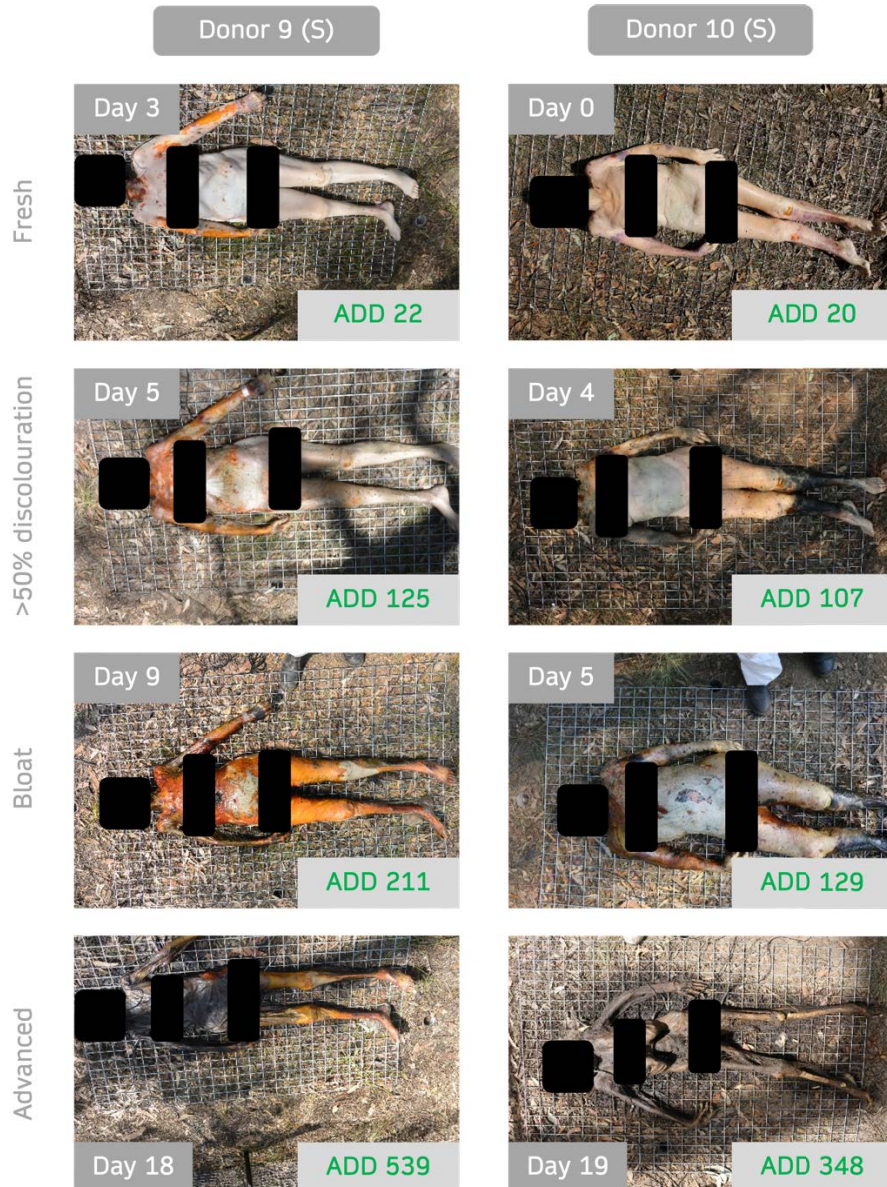 Donor 9 (S)
Donor 10 (S)
Fresh
Day 3
ADD 22
Day 0
ADD 20
>50% discolouration
Day 5
ADD 125
Day 4
ADD 107
Bloat
Day 9
ADD 211
Day 5
ADD 129
Advanced
Day 18
ADD 539
Day 19
ADD 348